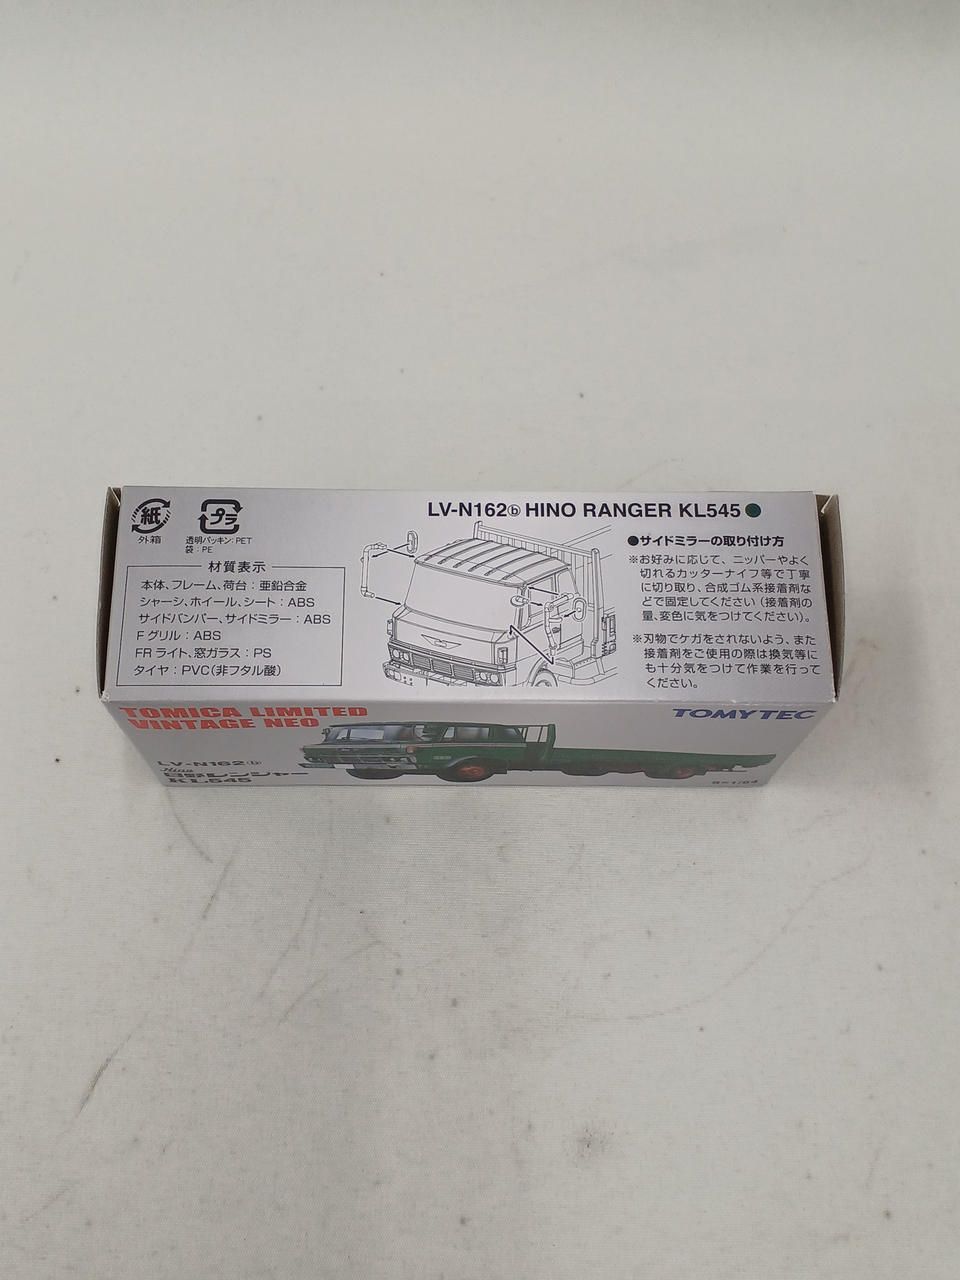 LV-N162ⓑ HINO RANGER KL545
紙
外箱
プラ
透明パッキン:PET
袋:PE
材質表示
本体、フレーム、荷台:亜鉛合金
シャーシ、ホイール、シート:ABS
サイドバンパー、サイドミラー:ABS
Fグリル:ABS
FRライト、窓ガラス:PS
タイヤ:PVC(非フタル酸)
●サイドミラーの取り付け方
※お好みに応じて、ニッパーやよく
切れるカッターナイフ等で丁寧
に切り取り、合成ゴム系接着剤な
どで固定してください(接着剤の
量、変色に気をつけてください)。
※刃物でケガをされないよう、また
接着剤をご使用の際は換気等に
も十分気をつけて作業を行って
ください。
TOMICA LIMITED
VINTAGE NEO
TOMYTEC
LV-N162ⓑ
Hino
日野レンジャー
KL545
S=1/64